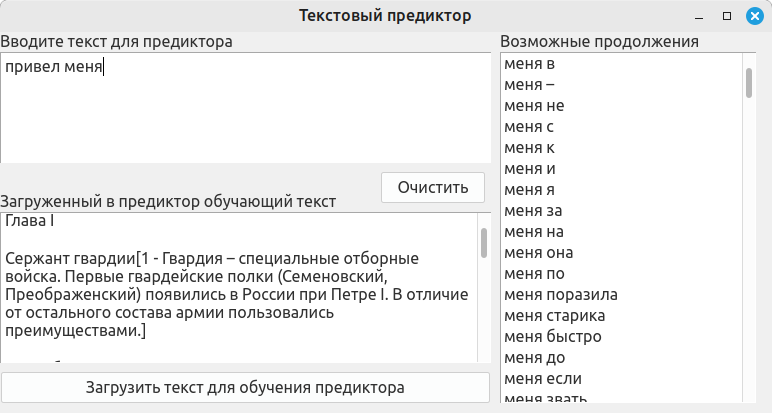 Текстовый предиктор
Вводите текст для предиктора
привел меня
Очистить
Загруженный в предиктор обучающий текст
Глава I
Сержант гвардии[1 - Гвардия – специальные отборные
войска. Первые гвардейские полки (Семеновский,
Преображенский) появились в России при Петре I. В отличие
от остального состава армии пользовались
преимуществами.]
Загрузить текст для обучения предиктора
Возможные продолжения
меня в
меня –
меня не
меня с
меня к
меня и
меня я
меня за
меня на
меня она
меня по
меня поразила
меня старика
меня быстро
меня до
меня если
меня звать